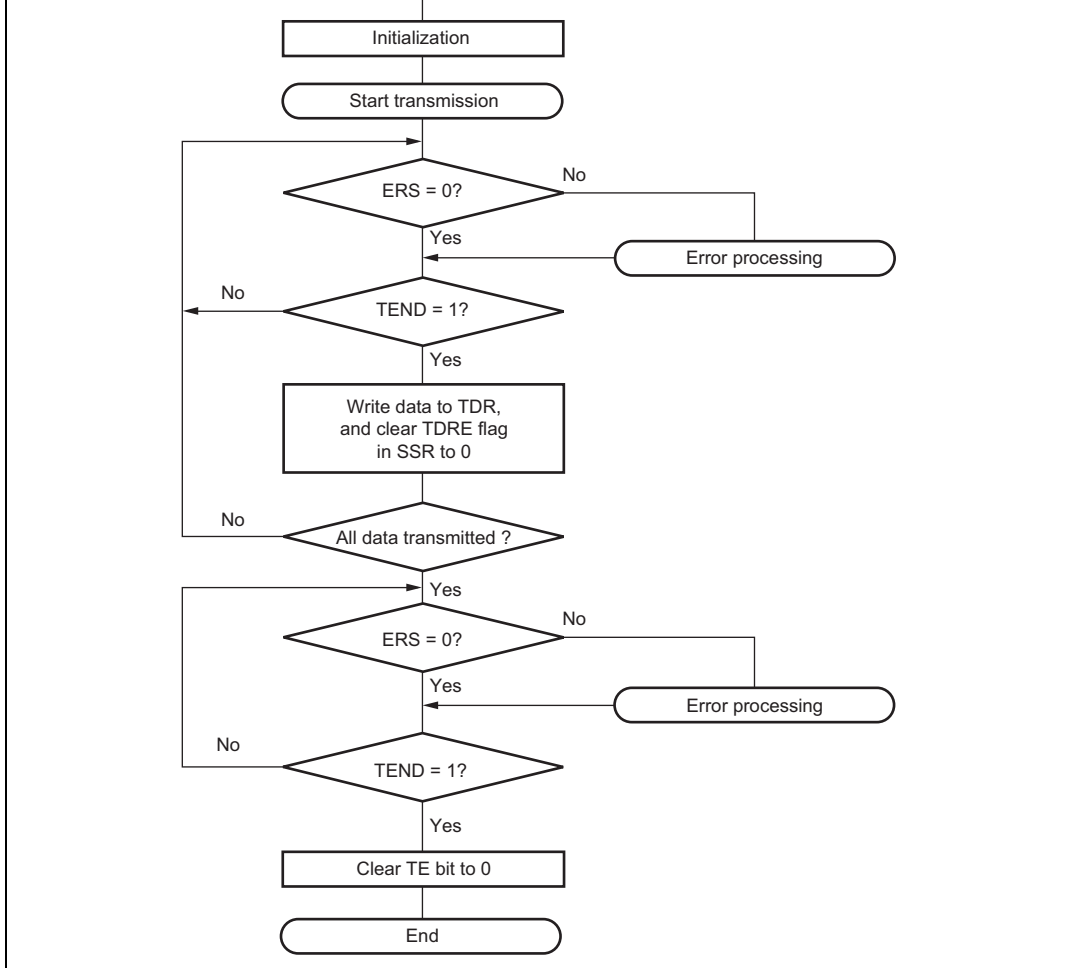 Initialization
Start transmission
No
ERS = 0?
Yes
Error processing
No
TEND = 1?
Yes
Write data to TDR,
and clear TDRE flag
in SSR to 0
No
All data transmitted ?
Yes
No
ERS = 0?
Yes
Error processing
No
TEND = 1?
Yes
Clear TE bit to 0
End